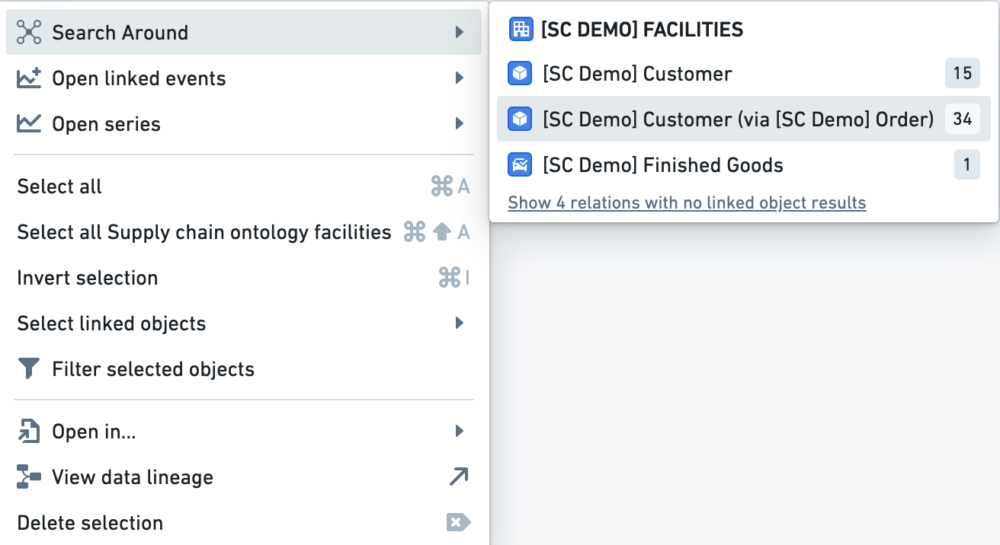 Search Around
Open linked events
Open series
Select all ⌘ A
Select all Supply chain ontology facilities ⌘ ⬆ A
Invert selection ⌘ I
Select linked objects
Filter selected objects
Open in...
View data lineage
Delete selection
[SC DEMO] FACILITIES
[SC Demo] Customer 15
[SC Demo] Customer (via [SC Demo] Order) 34
[SC Demo] Finished Goods 1
Show 4 relations with no linked object results